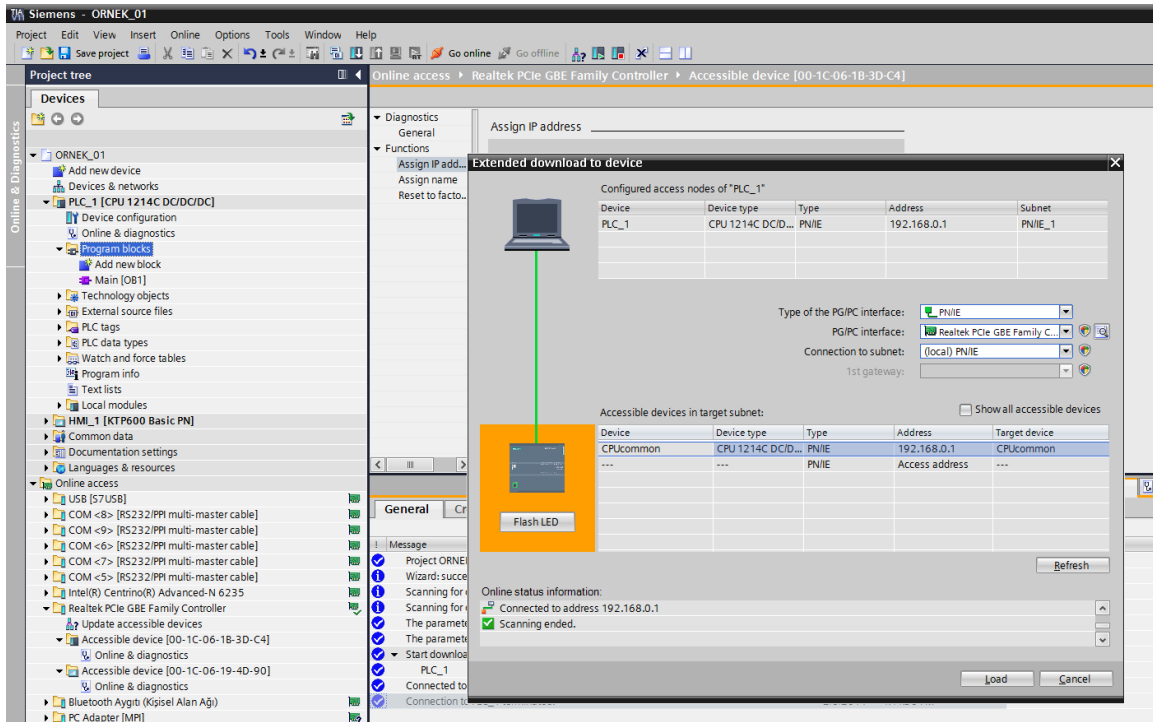 Siemens - ORNEK_01
Project Edit View Insert Online Options Tools Window Help
Save project Go online Go offline
Project tree
Online access Realtek PCIe GBE Family Controller Accessible device [00-1C-06-1B-3D-C4]
Devices
Online & Diagnostics
ORNEK_01
Add new device
Devices & networks
PLC_1 [CPU 1214C DC/DC/DC]
Device configuration
Online & diagnostics
Program blocks
Add new block
Main [OB1]
Technology objects
External source files
PLC tags
PLC data types
Watch and force tables
Program info
Text lists
Local modules
HMI_1 [KTP600 Basic PN]
Common data
Documentation settings
Languages & resources
Online access
USB [S7USB]
COM <8> [RS232/PPI multi-master cable]
COM <9> [RS232/PPI multi-master cable]
COM <6> [RS232/PPI multi-master cable]
COM <7> [RS232/PPI multi-master cable]
COM <5> [RS232/PPI multi-master cable]
Intel(R) Centrino(R) Advanced-N 6235
Realtek PCIe GBE Family Controller
Update accessible devices
Accessible device [00-1C-06-1B-3D-C4]
Online & diagnostics
Accessible device [00-1C-06-19-4D-90]
Online & diagnostics
Bluetooth Aygıtı (Kişisel Alan Ağı)
PC Adapter [MPI]
Diagnostics
General
Functions
Assign IP add...
Assign name
Reset to facto..
Assign IP address
General
! Message
Project
Wizard:
Scanning for
Scanning for
The
The
Start
PLC_1
Connected to
Connection to
Extended download to device
Configured access nodes of "PLC_1"
Device Device type Type Address Subnet
PLC_1 CPU 1214C DC/D... PN/IE 192.168.0.1 PN/IE_1
Type of the PG/PC interface: PN/IE
PG/PC interface: Realtek PCIe GBE Family C...
Connection to subnet: (local) PN/IE
1st gateway:
Accessible devices in target subnet: Show all accessible devices
Device Device type Type Address Target device
CPUcommon CPU 1214C DC/D... PN/IE 192.168.0.1 CPUcommon
--- --- PN/IE Access address ---
Flash LED
Refresh
Online status information:
Connected to address 192.168.0.1
Scanning ended.
Load Cancel